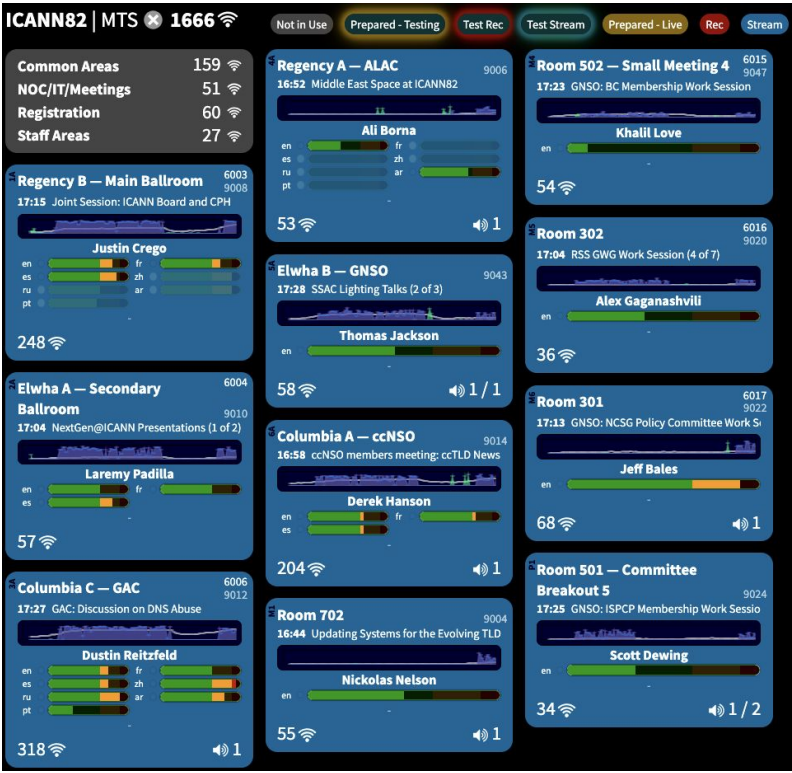 ICANN82 | MTS 1666
Not in Use
Prepared - Testing
Test Rec
Test Stream
Prepared - Live
Rec
Stream
Common Areas 159
NOC/IT/Meetings 51
Registration 60
Staff Areas 27
1A
Regency B — Main Ballroom 6003
9008
17:15 Joint Session: ICANN Board and CPH
Justin Crego
en fr
es zh
ru ar
pt
-
248
2A
Elwha A — Secondary 6004
Ballroom 9010
17:04 NextGen@ICANN Presentations (1 of 2)
Laremy Padilla
en fr
es
-
57
3A
Columbia C — GAC 6006
9012
17:27 GAC: Discussion on DNS Abuse
Dustin Reitzfeld
en fr
es zh
ru ar
pt
-
318 1
4A
Regency A — ALAC 9006
16:52 Middle East Space at ICANN82
Ali Borna
en fr
es zh
ru ar
pt
-
53 1
5A
Elwha B — GNSO 9043
17:28 SSAC Lighting Talks (2 of 3)
Thomas Jackson
en
-
58 1 / 1
6A
Columbia A — ccNSO 9014
16:58 ccNSO members meeting: ccTLD News
Derek Hanson
en fr
es
-
204 1
M1
Room 702 9004
16:44 Updating Systems for the Evolving TLD
Nickolas Nelson
en
-
55 1
M4
Room 502 — Small Meeting 4 6015
9047
17:23 GNSO: BC Membership Work Session
Khalil Love
en
-
54
M5
Room 302 6016
9020
17:04 RSS GWG Work Session (4 of 7)
Alex Gaganashvili
en
-
36
M6
Room 301 6017
9022
17:13 GNSO: NCSG Policy Committee Work S
Jeff Bales
en
-
68 1
P1
Room 501 — Committee
Breakout 5 9024
17:25 GNSO: ISPCP Membership Work Sessio
Scott Dewing
en
-
34 1 / 2